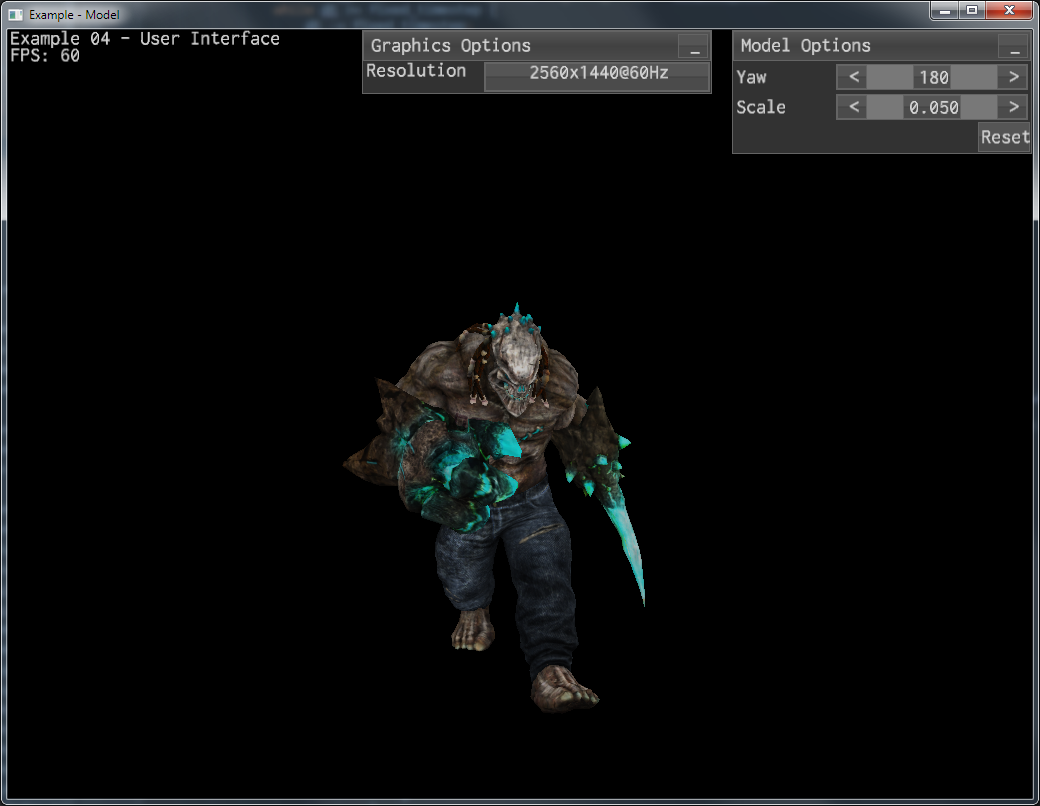 Example - Model
Example 04 - User Interface
FPS: 60
Graphics Options _
Resolution 2560x1440@60Hz
Model Options _
Yaw < 180 >
Scale < 0.050 >
Reset